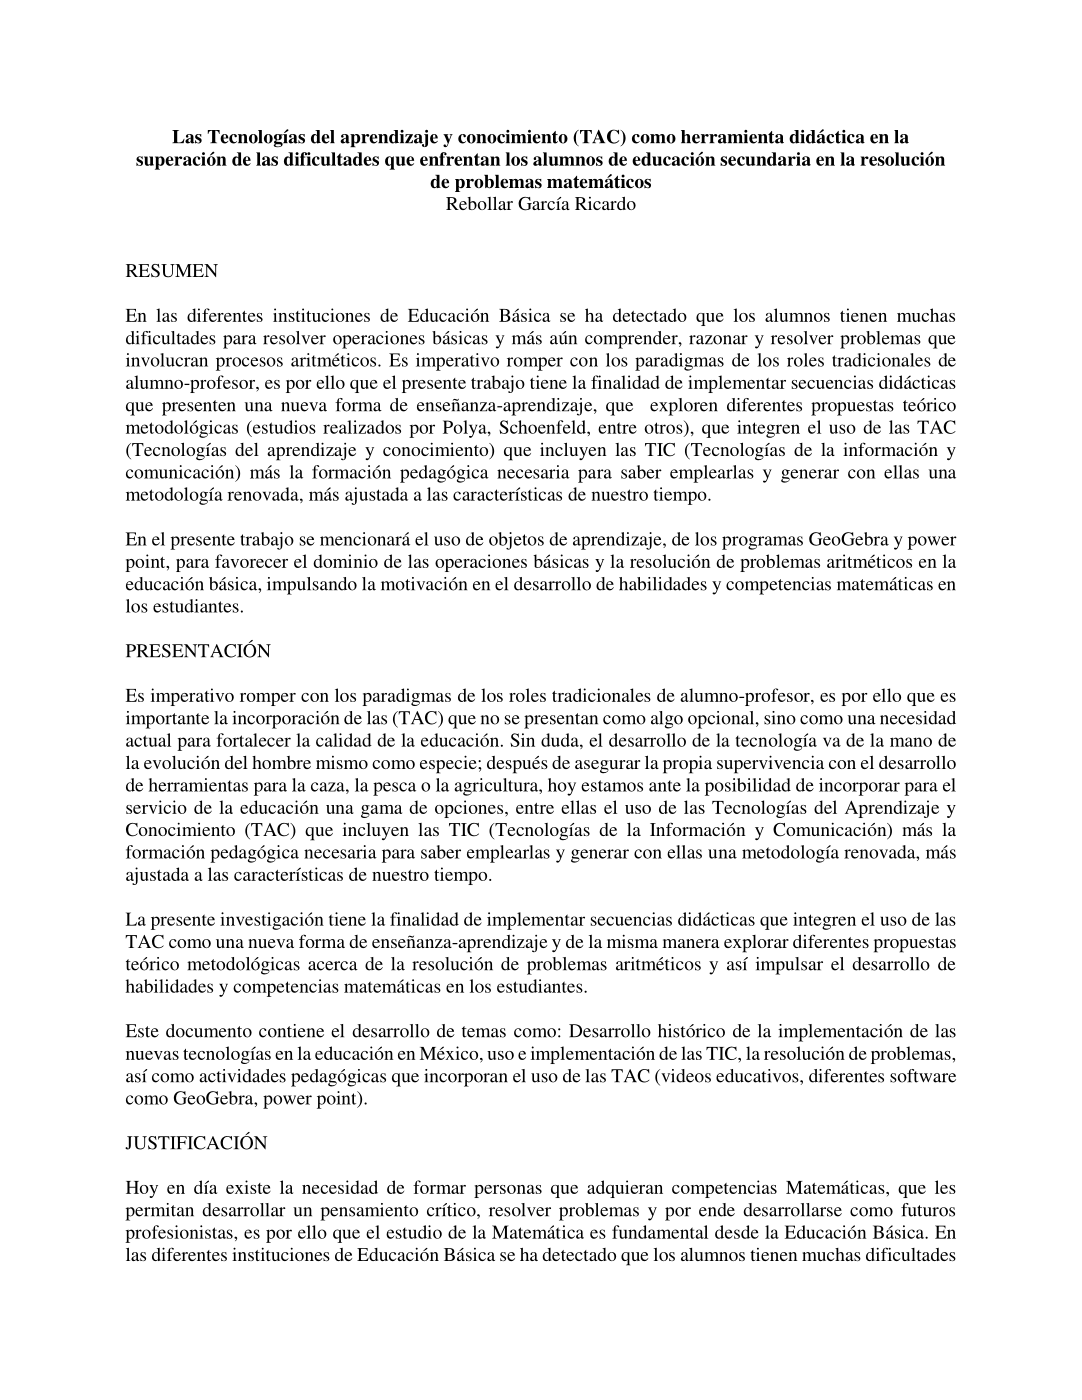 Las Tecnologías del aprendizaje y conocimiento (TAC) como herramienta didáctica en la
superación de las dificultades que enfrentan los alumnos de educación secundaria en la resolución
de problemas matemáticos
Rebollar García Ricardo
RESUMEN
En las diferentes instituciones de Educación Básica se ha detectado que los alumnos tienen muchas
dificultades para resolver operaciones básicas y más aún comprender, razonar y resolver problemas que
involucran procesos aritméticos. Es imperativo romper con los paradigmas de los roles tradicionales de
alumno-profesor, es por ello que el presente trabajo tiene la finalidad de implementar secuencias didácticas
que presenten una nueva forma de enseñanza-aprendizaje, que exploren diferentes propuestas teórico
metodológicas (estudios realizados por Polya, Schoenfeld, entre otros), que integren el uso de las TAC
(Tecnologías del aprendizaje y conocimiento) que incluyen las TIC (Tecnologías de la información y
comunicación) más la formación pedagógica necesaria para saber emplearlas y generar con ellas una
metodología renovada, más ajustada a las características de nuestro tiempo.
En el presente trabajo se mencionará el uso de objetos de aprendizaje, de los programas GeoGebra y power
point, para favorecer el dominio de las operaciones básicas y la resolución de problemas aritméticos en la
educación básica, impulsando la motivación en el desarrollo de habilidades y competencias matemáticas en
los estudiantes.
PRESENTACIÓN
Es imperativo romper con los paradigmas de los roles tradicionales de alumno-profesor, es por ello que es
importante la incorporación de las (TAC) que no se presentan como algo opcional, sino como una necesidad
actual para fortalecer la calidad de la educación. Sin duda, el desarrollo de la tecnología va de la mano de
la evolución del hombre mismo como especie; después de asegurar la propia supervivencia con el desarrollo
de herramientas para la caza, la pesca o la agricultura, hoy estamos ante la posibilidad de incorporar para el
servicio de la educación una gama de opciones, entre ellas el uso de las Tecnologías del Aprendizaje y
Conocimiento (TAC) que incluyen las TIC (Tecnologías de la Información y Comunicación) más la
formación pedagógica necesaria para saber emplearlas y generar con ellas una metodología renovada, más
ajustada a las características de nuestro tiempo.
La presente investigación tiene la finalidad de implementar secuencias didácticas que integren el uso de las
TAC como una nueva forma de enseñanza-aprendizaje y de la misma manera explorar diferentes propuestas
teórico metodológicas acerca de la resolución de problemas aritméticos y así impulsar el desarrollo de
habilidades y competencias matemáticas en los estudiantes.
Este documento contiene el desarrollo de temas como: Desarrollo histórico de la implementación de las
nuevas tecnologías en la educación en México, uso e implementación de las TIC, la resolución de problemas,
así como actividades pedagógicas que incorporan el uso de las TAC (videos educativos, diferentes software
como GeoGebra, power point).
JUSTIFICACIÓN
Hoy en día existe la necesidad de formar personas que adquieran competencias Matemáticas, que les
permitan desarrollar un pensamiento crítico, resolver problemas y por ende desarrollarse como futuros
profesionistas, es por ello que el estudio de la Matemática es fundamental desde la Educación Básica. En
las diferentes instituciones de Educación Básica se ha detectado que los alumnos tienen muchas dificultades